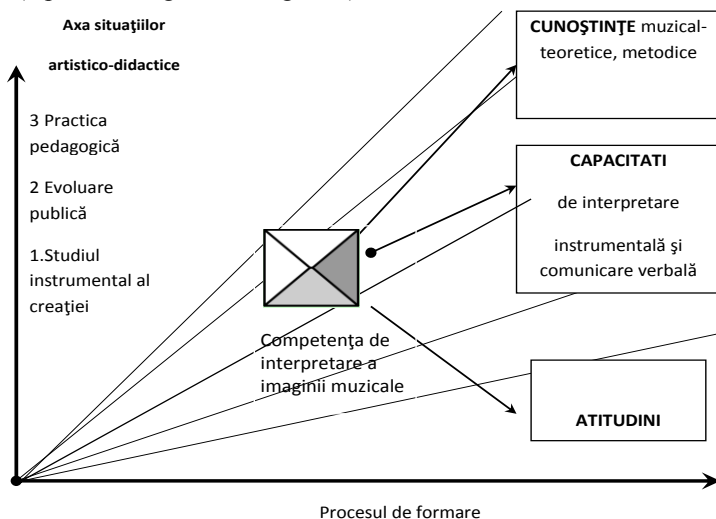 Axa situaţiilor
artistico-didactice
3 Practica
pedagogică
2 Evoluare
publică
1.Studiul
instrumental al
creaţiei
CUNOŞTINŢE muzical-
teoretice, metodice
CAPACITATI
de interpretare
instrumentală şi
comunicare verbală
Competenţa de
interpretare a
imaginii muzicale
ATITUDINI
Procesul de formare